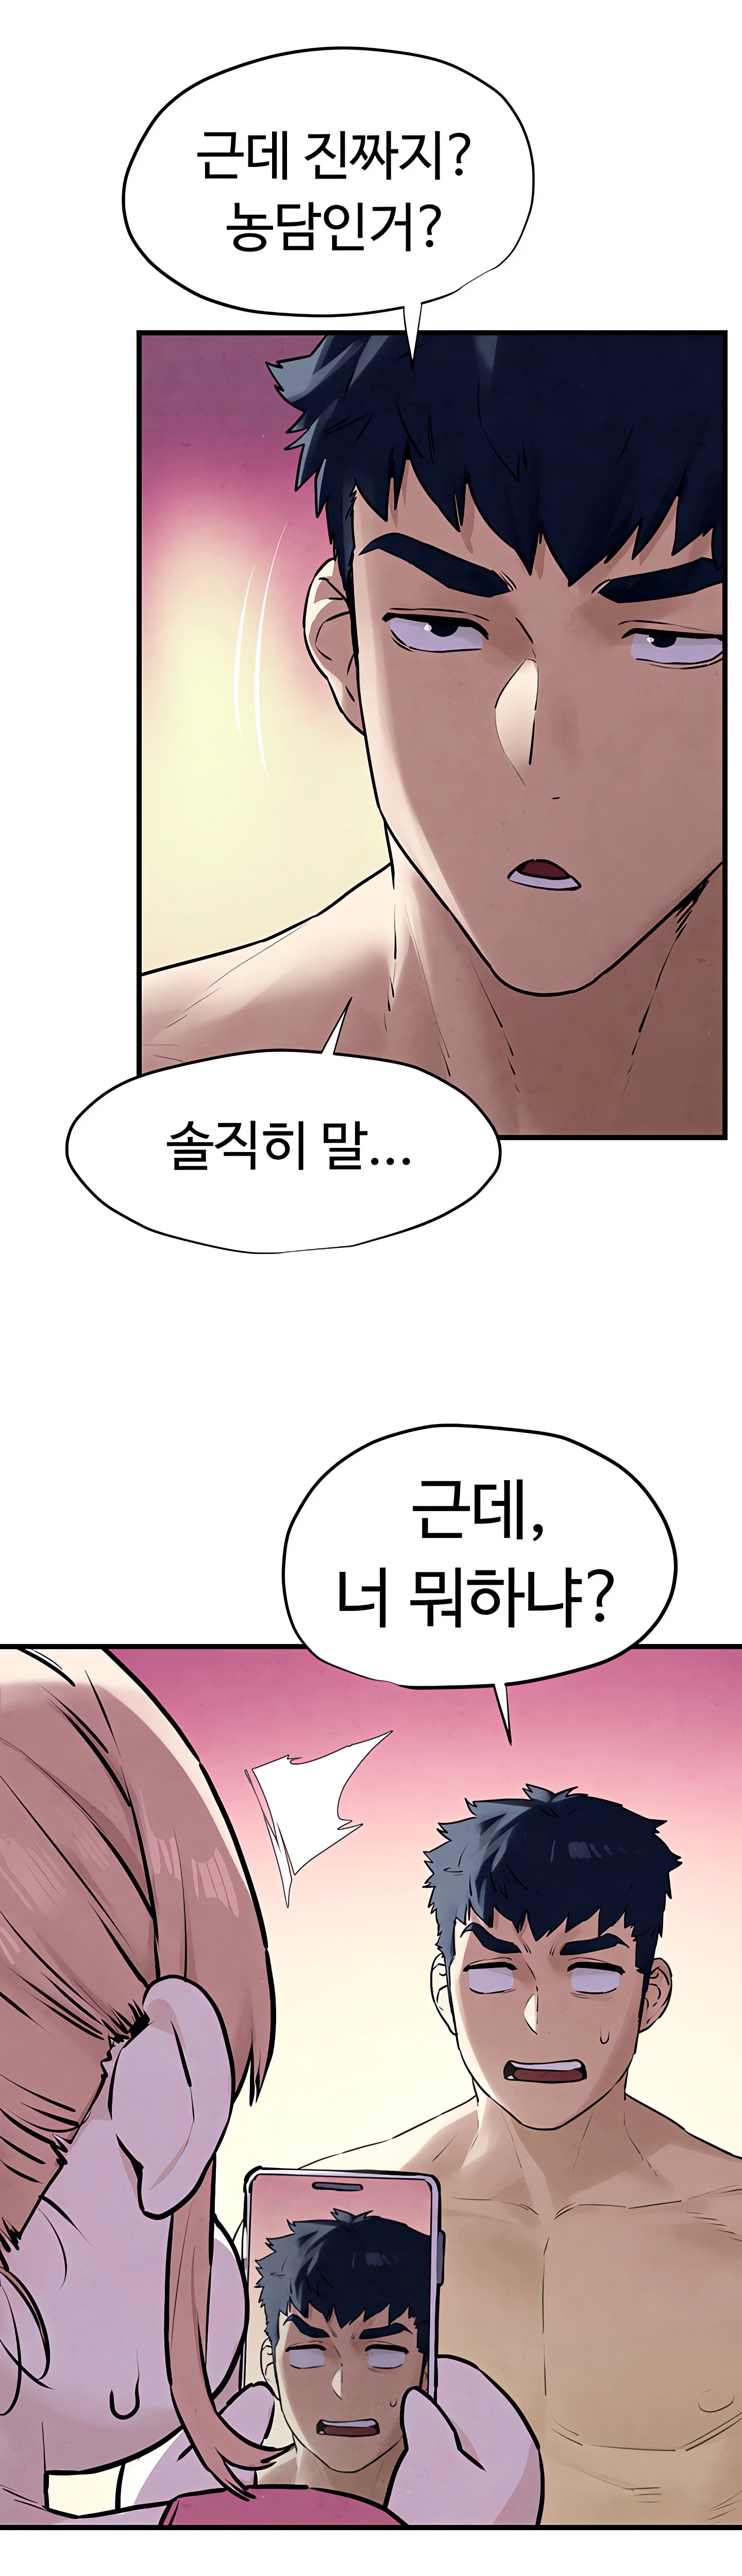 근데 진짜지?
농담인거?
솔직히 말...
근데,
너 뭐하냐?